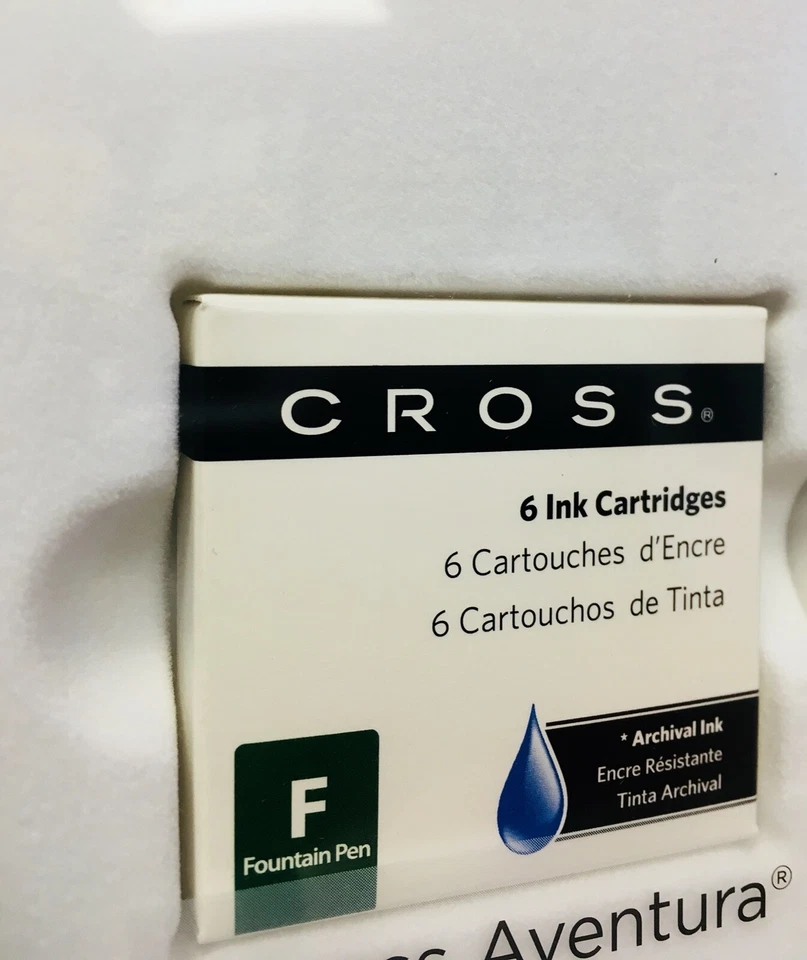 CROSS®
6 Ink Cartridges
6 Cartouches d'Encre
6 Cartouchos de Tinta
* Archival Ink
Encre Résistante
Tinta Archival
F
Fountain Pen
ss Aventura®